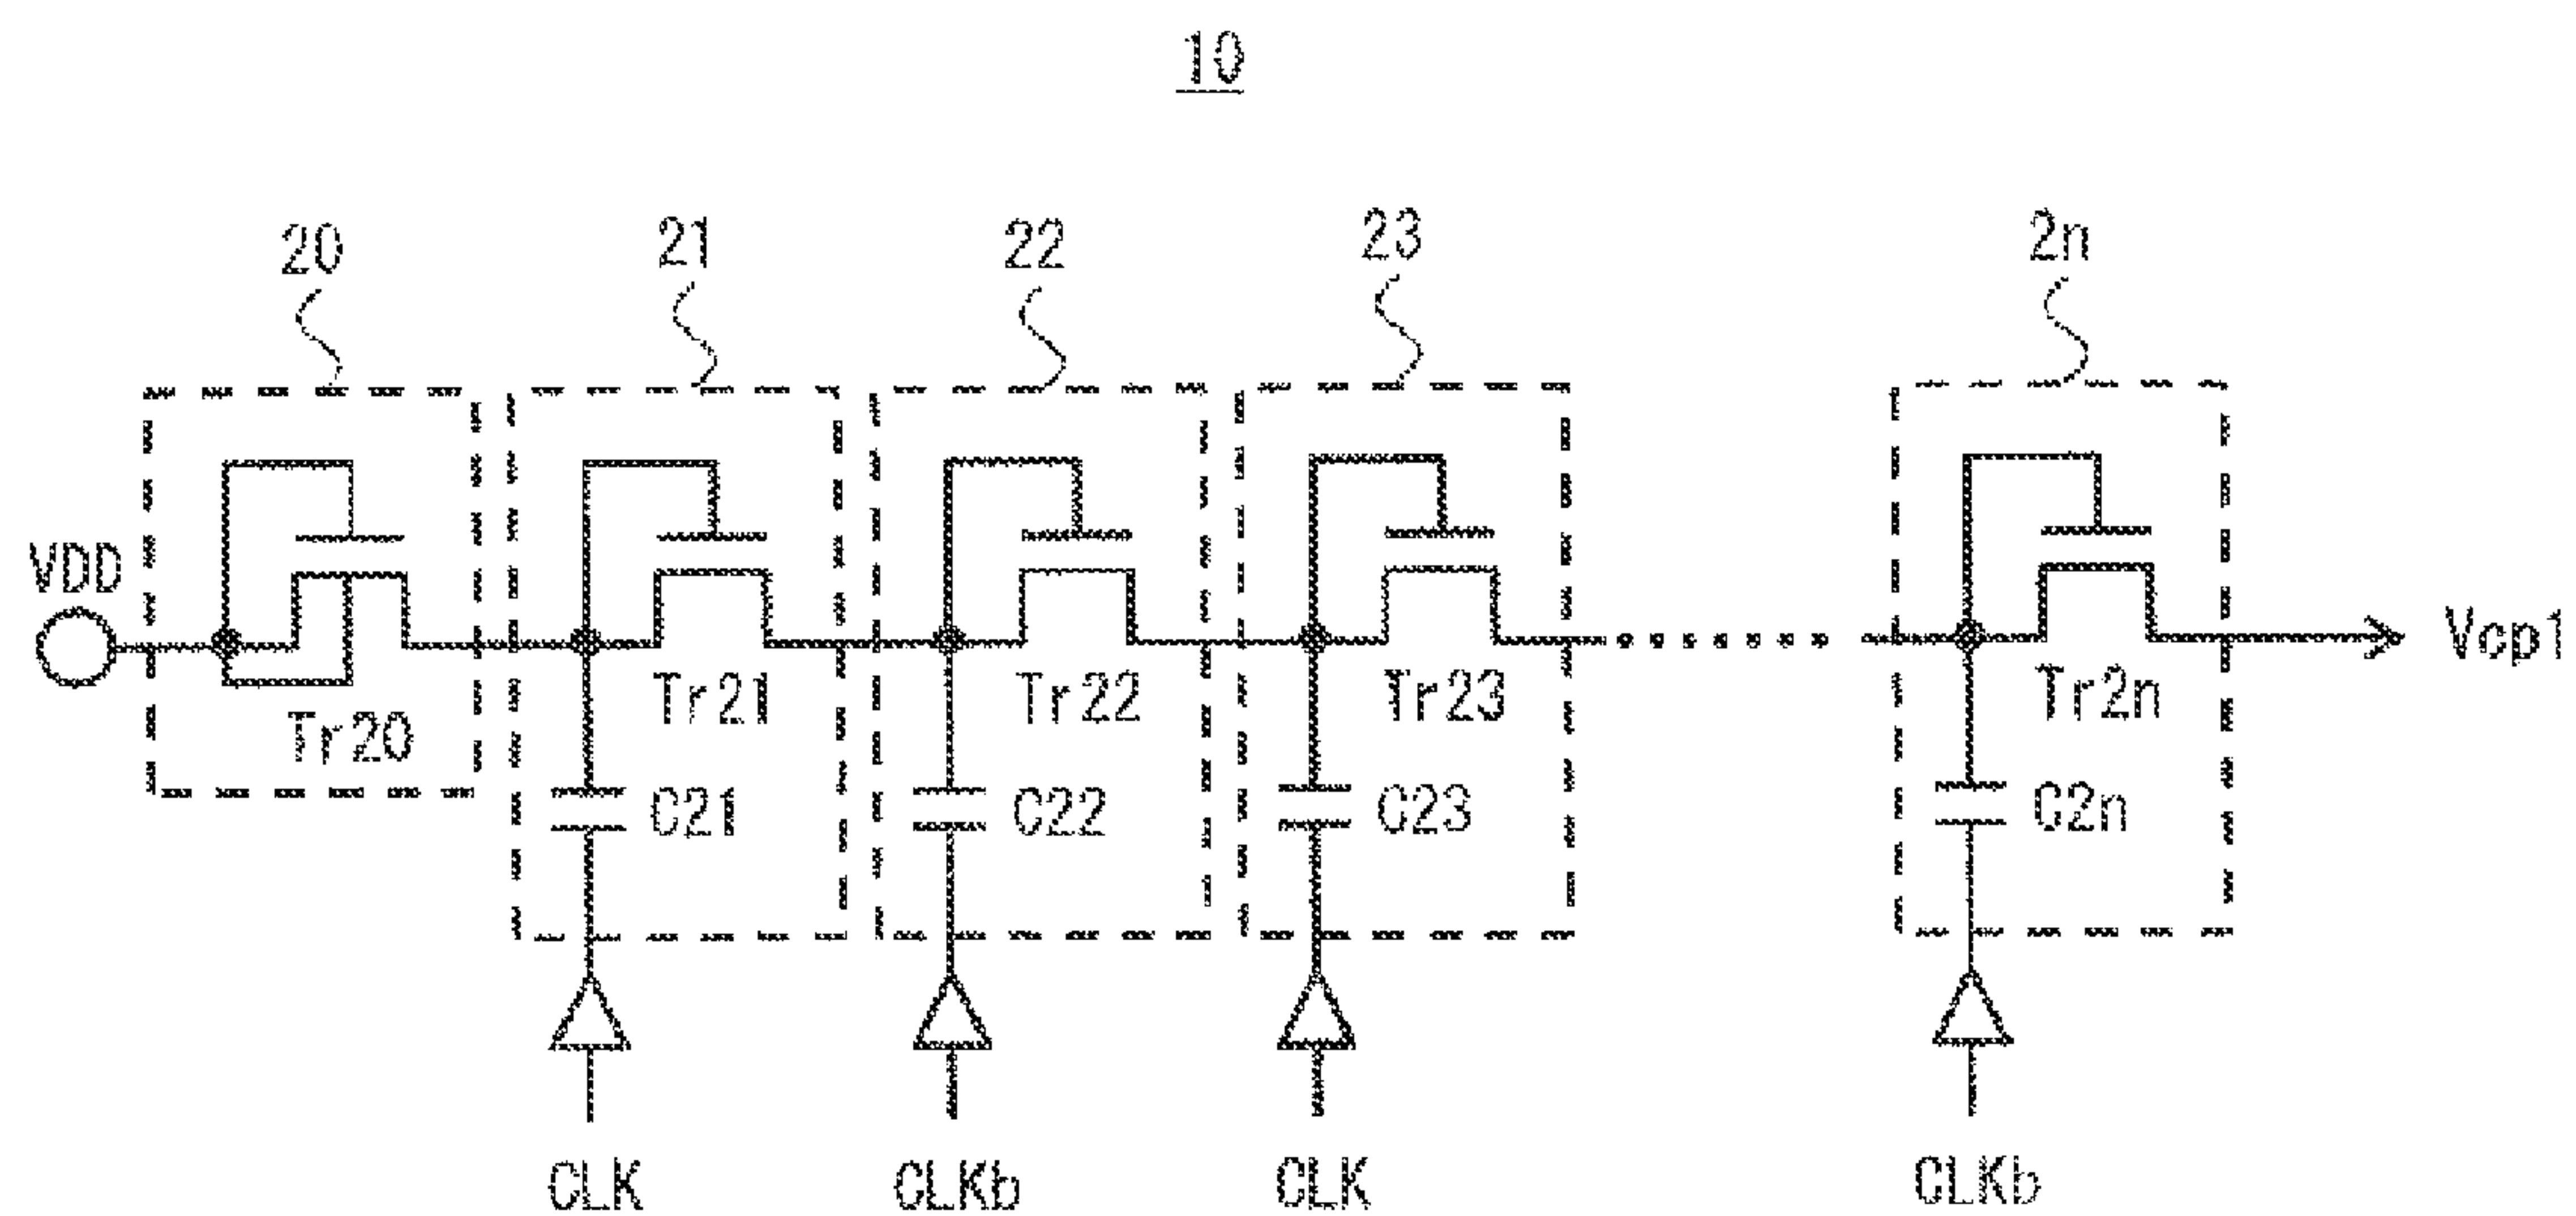 10
20 21 22 23 2n
VDD
Vcp1
Tr20 Tr21 Tr22 Tr23 Tr2n
C21 C22 C23 C2n
CLK CLKb CLK CLKb